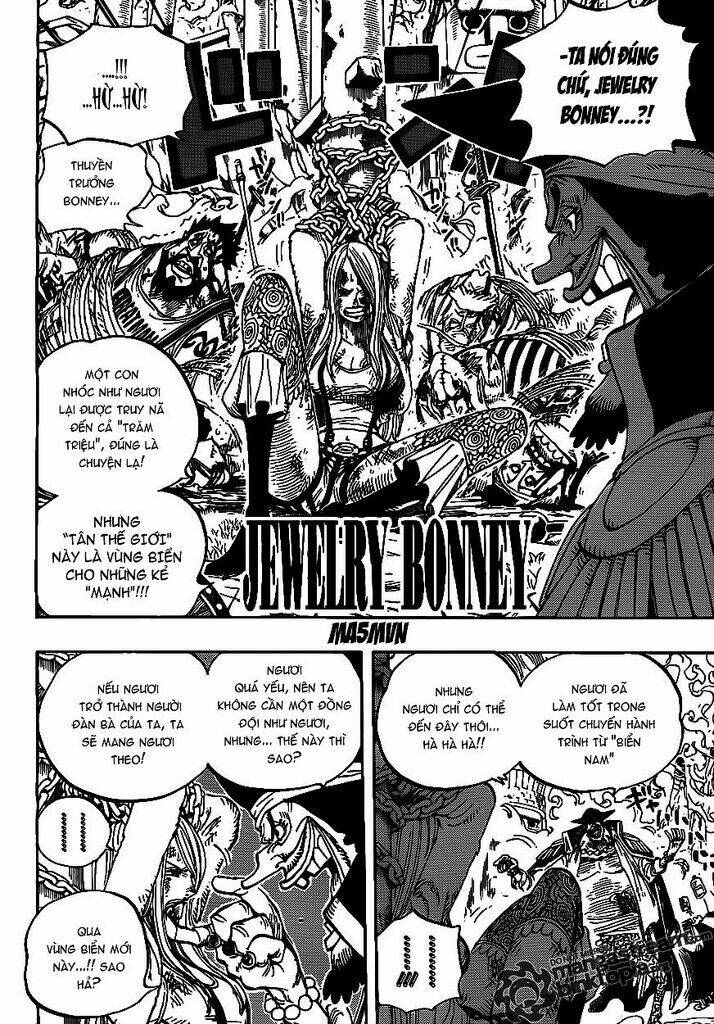 -TA NÓI ĐÚNG
CHỨ, JEWELRY
BONNEY...?!
...!!!
...HỪ...HỪ!
THUYỀN
TRƯỞNG
BONNEY...
MỘT CON
NHỐC NHƯ NGƯƠI
LẠI ĐƯỢC TRUY NÃ
ĐẾN CẢ "TRĂM
TRIỆU", ĐÚNG LÀ
CHUYỆN LẠ!
NHƯNG
"TÂN THẾ GIỚI"
NÀY LÀ VÙNG BIỂN
CHO NHỮNG KẺ
"MẠNH"!!!
JEWELRY BONNEY
MASMVN
NGƯƠI ĐÃ
LÀM TỐT TRONG
SUỐT CHUYẾN HÀNH
TRÌNH TỪ "BIỂN
NAM"
NHƯNG
NGƯƠI CHỈ CÓ THỂ
ĐẾN ĐÂY THÔI...
HÀ HÀ HÀ!!
NGƯƠI
QUÁ YẾU, NÊN TA
KHÔNG CẦN MỘT ĐỒNG
ĐỘI NHƯ NGƯƠI,
NHƯNG... THẾ NÀY THÌ
SAO?
NẾU NGƯƠI
TRỞ THÀNH NGƯỜI
ĐÀN BÀ CỦA TA, TA
SẼ MANG NGƯƠI
THEO!
QUA
VÙNG BIỂN MỚI
NÀY...!! SAO
HẢ?